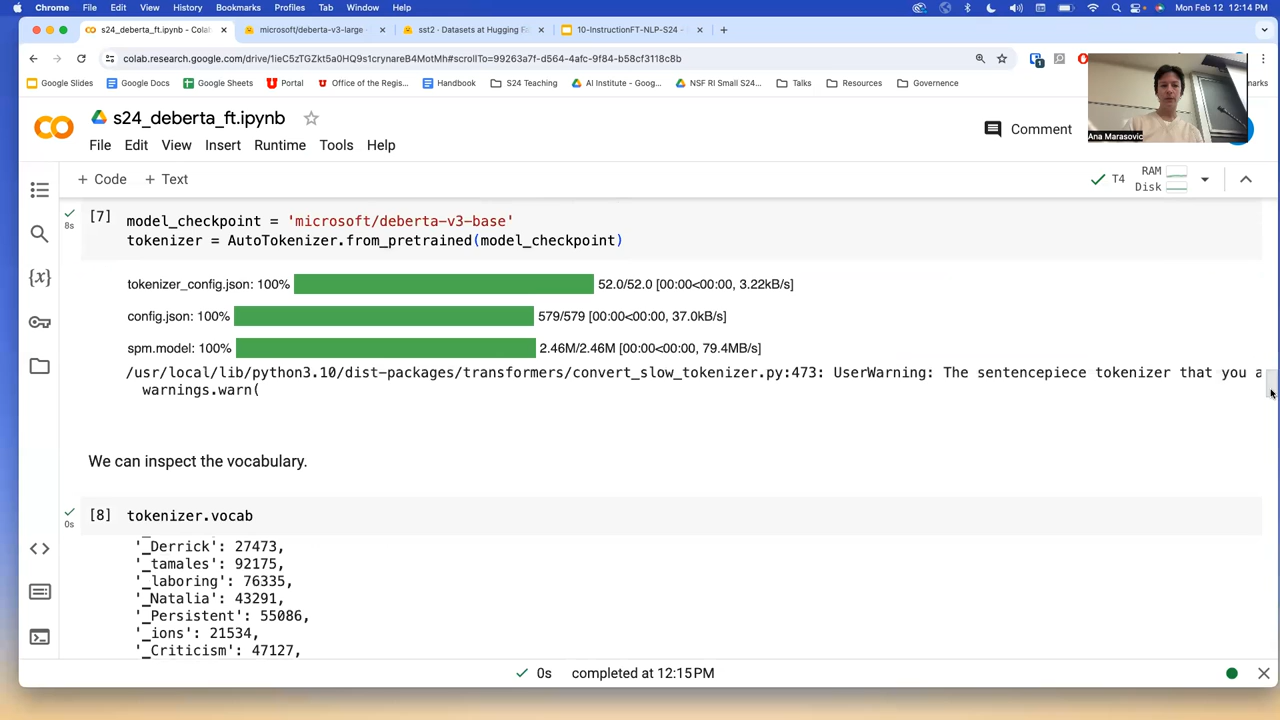 Chrome File Edit View History Bookmarks Profiles Tab Window Help Mon Feb 12 12:14 PM
s24_deberta_ft.ipynb - Colab microsoft/deberta-v3-large · sst2 · Datasets at Hugging F 10-InstructionFT-NLP-S24 -
colab.research.google.com/drive/1ieC5zTGZkt5a0HQ9s1crynareB4MotMh#scrollTo=99263a7f-d564-4afc-9f84-b58cf3118c8b
Google Slides Google Docs Google Sheets Portal Office of the Regis... Handbook S24 Teaching AI Institute - Goog... NSF RI Small S24... Talks Resources Governence
s24_deberta_ft.ipynb
Comment
Ana Marasovic
File Edit View Insert Runtime Tools Help
+ Code + Text
T4 RAM
Disk
[7] model_checkpoint = 'microsoft/deberta-v3-base'
8s
tokenizer = AutoTokenizer.from_pretrained(model_checkpoint)
tokenizer_config.json: 100% 52.0/52.0 [00:00<00:00, 3.22kB/s]
config.json: 100% 579/579 [00:00<00:00, 37.0kB/s]
spm.model: 100% 2.46M/2.46M [00:00<00:00, 79.4MB/s]
/usr/local/lib/python3.10/dist-packages/transformers/convert_slow_tokenizer.py:473: UserWarning: The sentencepiece tokenizer that you a
warnings.warn(
We can inspect the vocabulary.
[8] tokenizer.vocab
0s
'▁Derrick': 27473,
'▁tamales': 92175,
'▁laboring': 76335,
'▁Natalia': 43291,
'▁Persistent': 55086,
'▁ions': 21534,
'▁Criticism': 47127,
0s completed at 12:15 PM